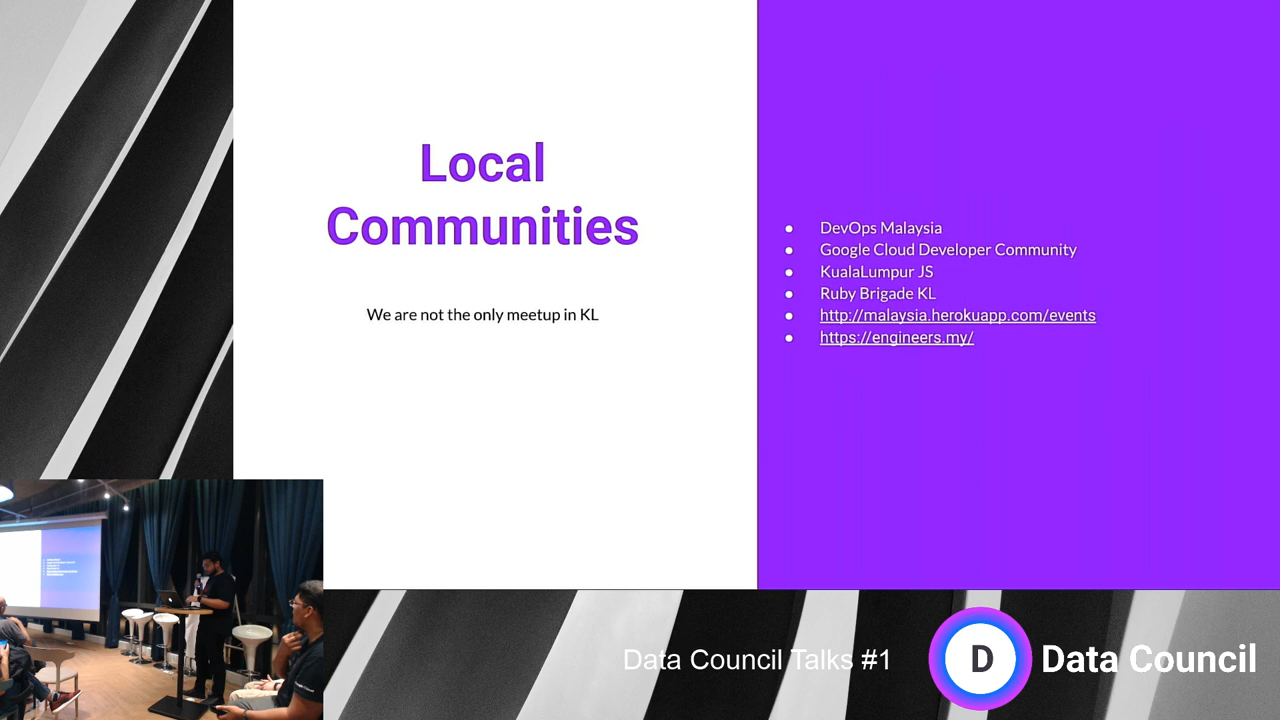 Local
Communities
We are not the only meetup in KL
DevOps Malaysia
Google Cloud Developer Community
KualaLumpur JS
Ruby Brigade KL
http://malaysia.herokuapp.com/events
https://engineers.my/
Data Council Talks #1
D
Data Council